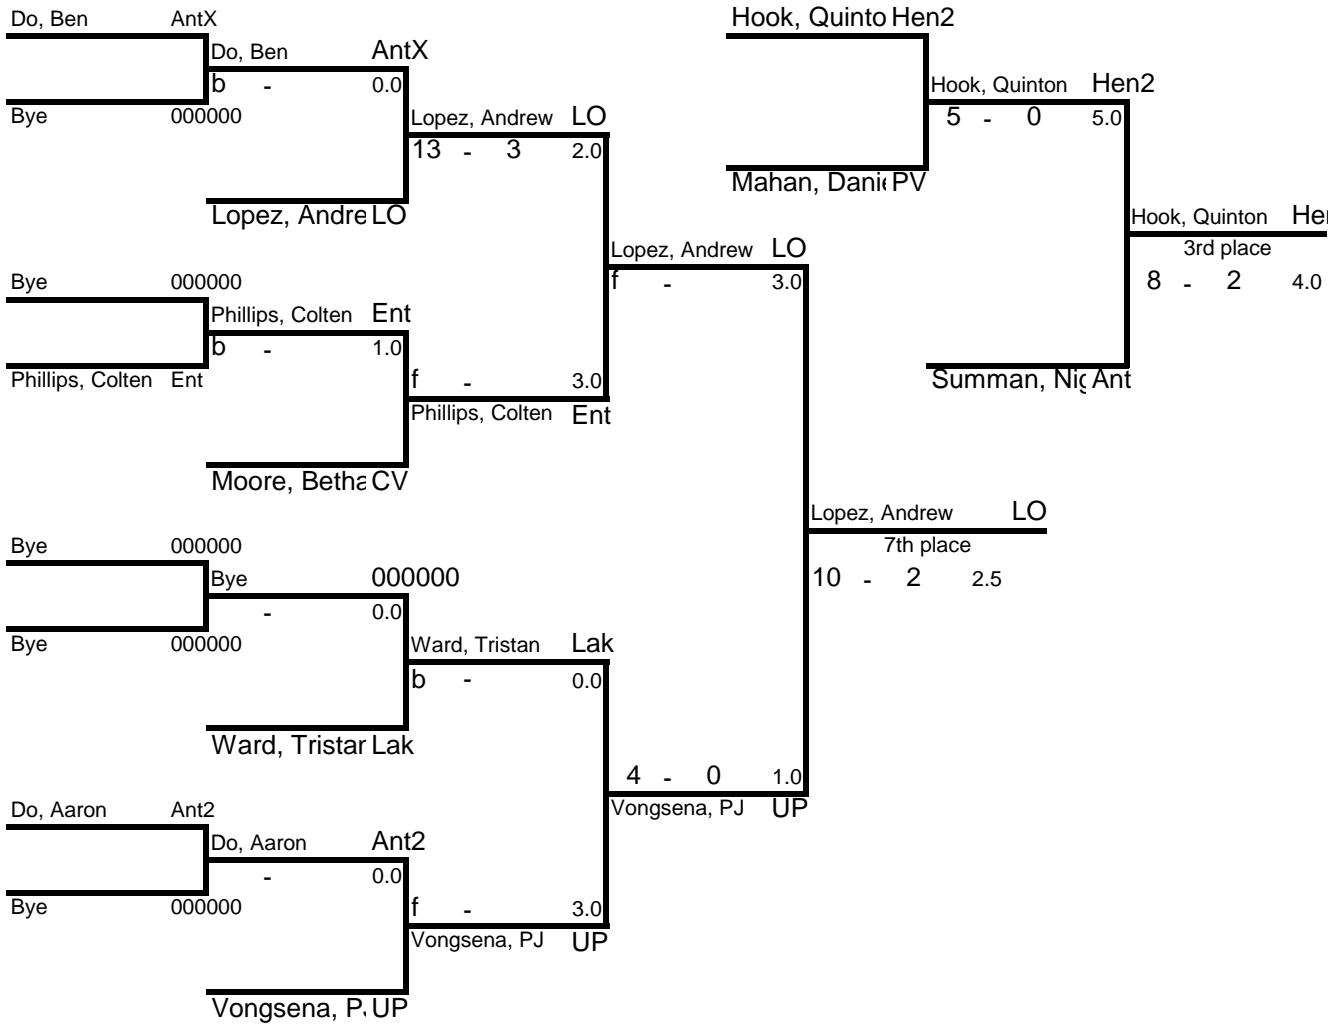 Do, Ben AntX
Do, Ben AntX
b - 0.0
Bye 000000
Lopez, Andrew LO
13 - 3 2.0
Lopez, Andre LO
Bye 000000
Phillips, Colten Ent
b - 1.0
Phillips, Colten Ent
f - 3.0
Phillips, Colten Ent
Moore, Betha CV
Lopez, Andrew LO
f - 3.0
Bye 000000
Bye 000000
- 0.0
Bye 000000
Ward, Tristan Lak
b - 0.0
Ward, Tristan Lak
Do, Aaron Ant2
Do, Aaron Ant2
- 0.0
Bye 000000
f - 3.0
Vongsena, PJ UP
Vongsena, P UP
4 - 0 1.0
Vongsena, PJ UP
Lopez, Andrew LO
7th place
10 - 2 2.5
Hook, Quinto Hen2
Hook, Quinton Hen2
5 - 0 5.0
Mahan, Dani PV
Hook, Quinton Her
3rd place
8 - 2 4.0
Summan, Nig Ant